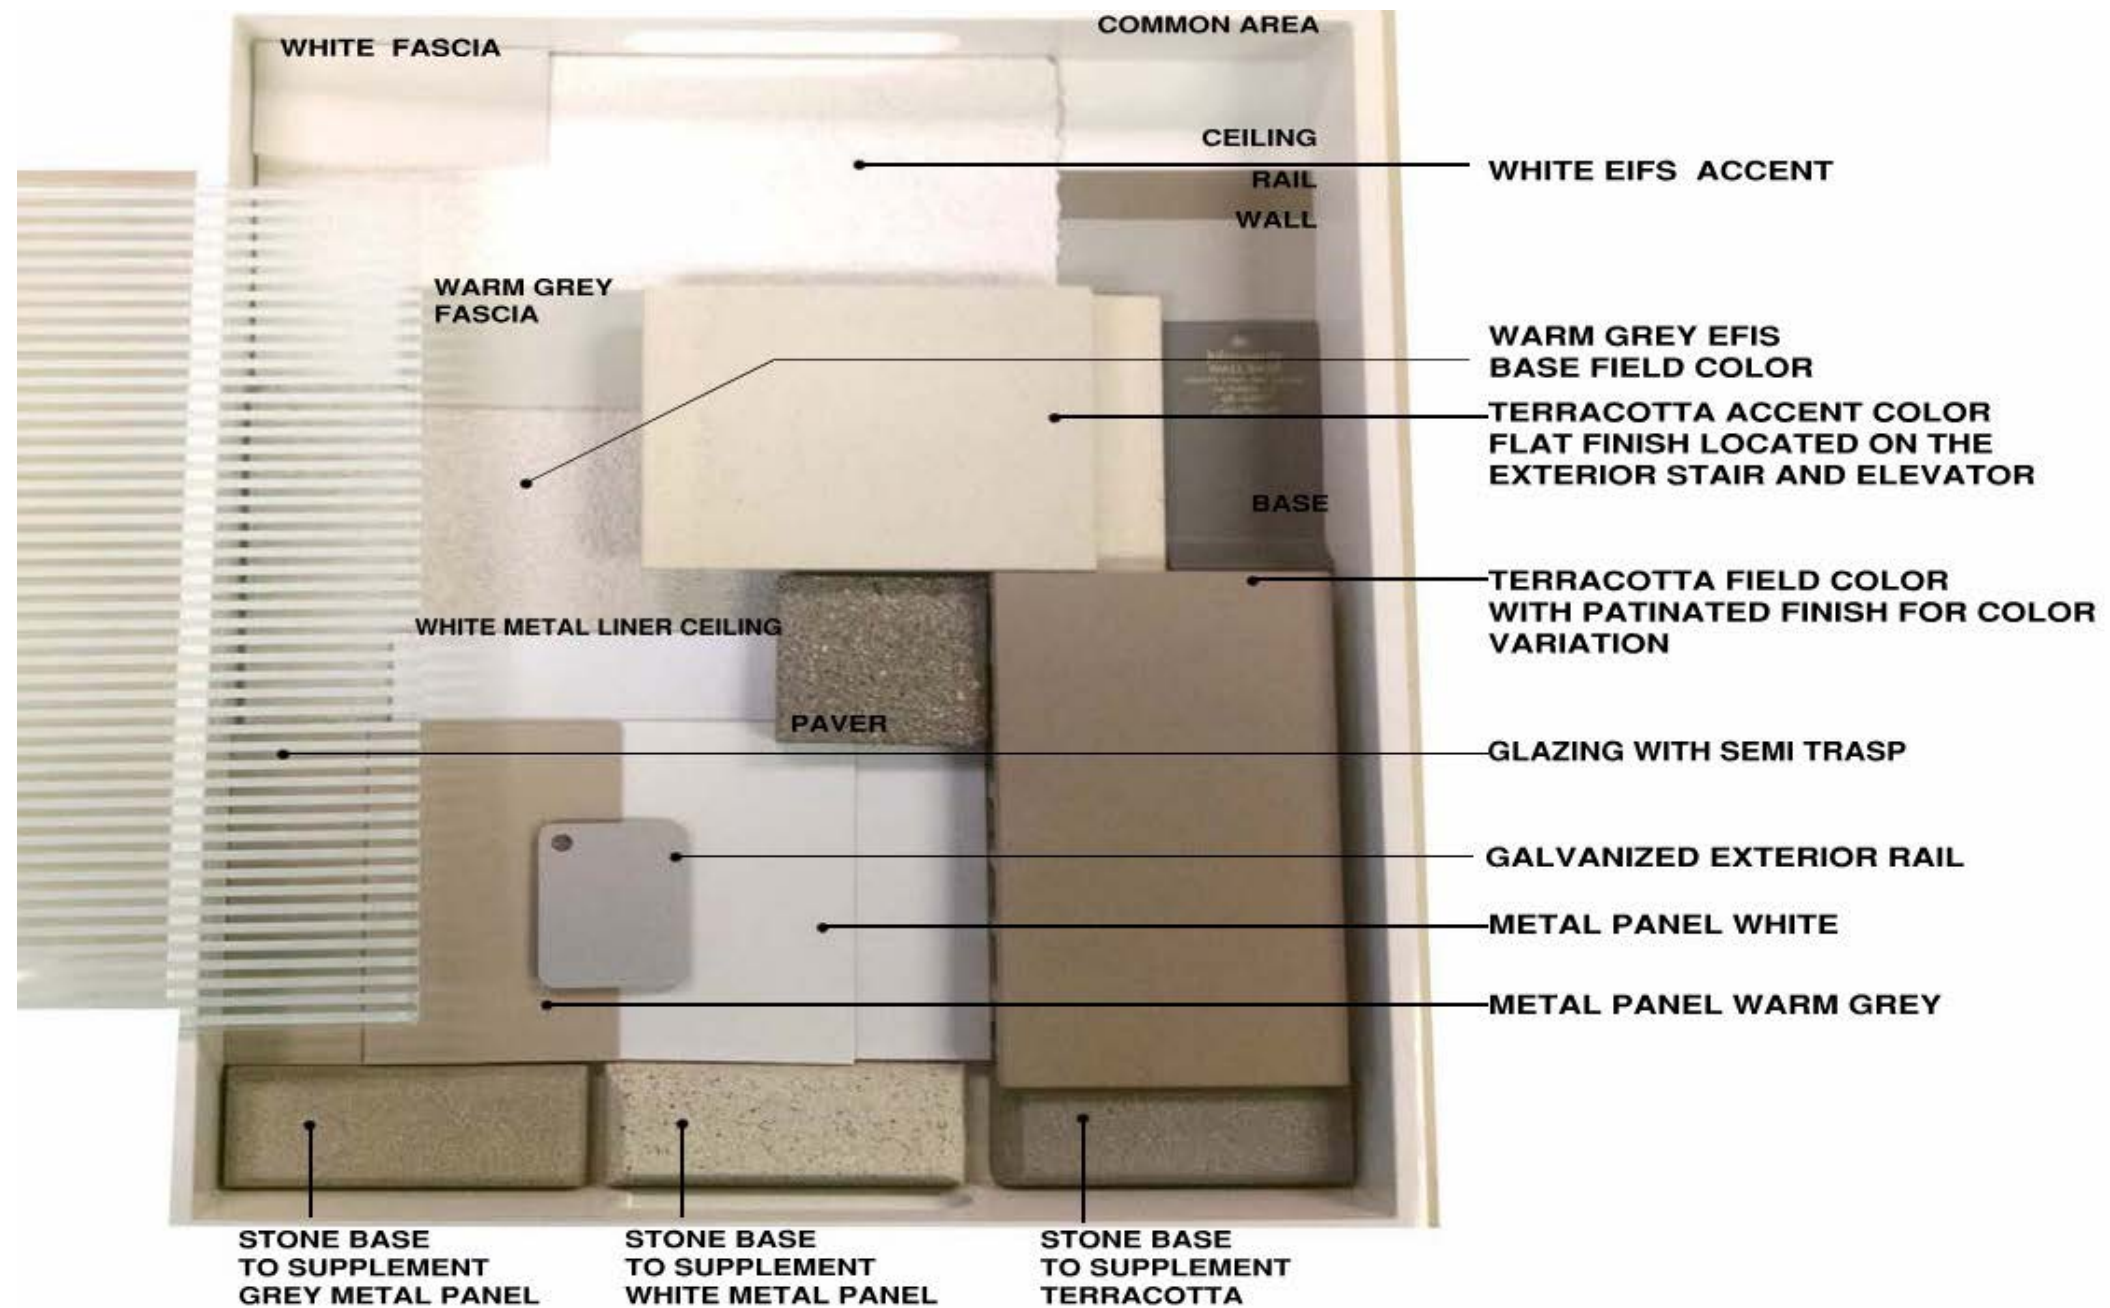 COMMON AREA
WHITE FASCIA
CEILING
WHITE EIFS ACCENT
RAIL
WALL
WARM GREY
FASCIA
WARM GREY EFIS
BASE FIELD COLOR
TERRACOTTA ACCENT COLOR
FLAT FINISH LOCATED ON THE
EXTERIOR STAIR AND ELEVATOR
BASE
TERRACOTTA FIELD COLOR
WITH PATINATED FINISH FOR COLOR
VARIATION
WHITE METAL LINER CEILING
PAVER
GLAZING WITH SEMI TRASP
GALVANIZED EXTERIOR RAIL
METAL PANEL WHITE
METAL PANEL WARM GREY
STONE BASE
TO SUPPLEMENT
GREY METAL PANEL
STONE BASE
TO SUPPLEMENT
WHITE METAL PANEL
STONE BASE
TO SUPPLEMENT
TERRACOTTA